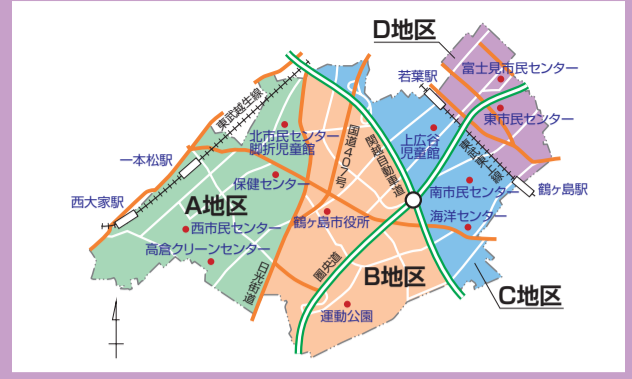 D地区
富士見市民センター
若葉駅
東市民センター
東武越生線
北市民センター
脚折児童館
国道407号
関越自動車道
上広谷
児童館
東武東上線
一本松駅
保健センター
南市民センター
鶴ヶ島駅
西大家駅
A地区
鶴ヶ島市役所
海洋センター
西市民センター
高倉クリーンセンター
日光街道
圏央道
B地区
C地区
運動公園